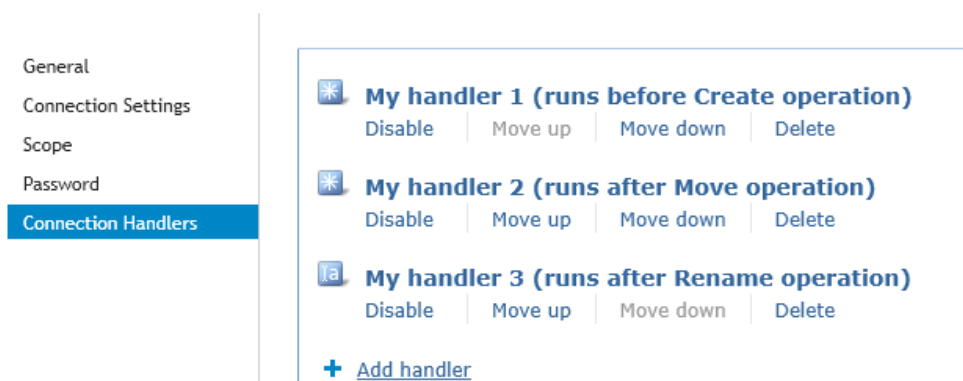 General
Connection Settings
Scope
Password
Connection Handlers
My handler 1 (runs before Create operation)
Disable Move up Move down Delete
My handler 2 (runs after Move operation)
Disable Move up Move down Delete
My handler 3 (runs after Rename operation)
Disable Move up Move down Delete
+ Add handler